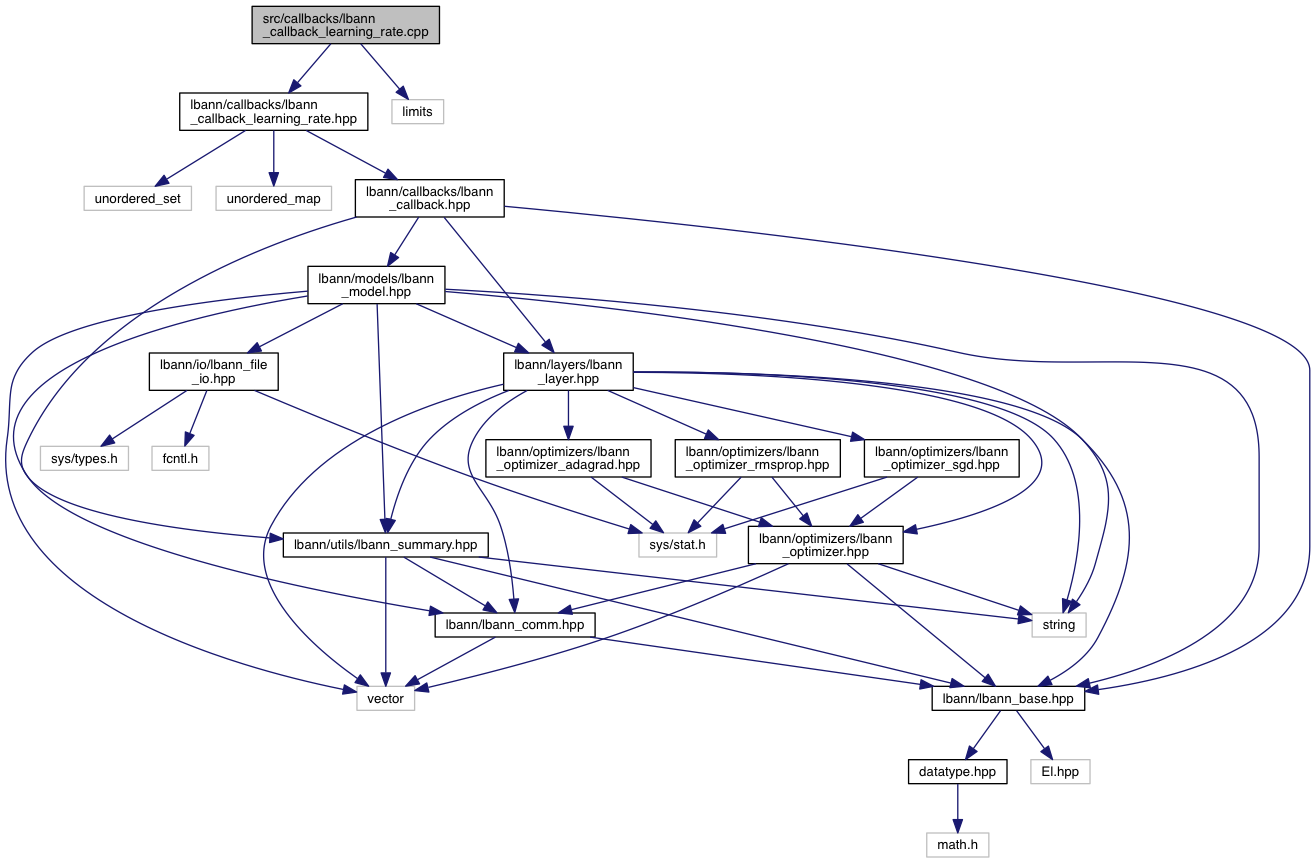 src/callbacks/lbann
_callback_learning_rate.cpp
lbann/callbacks/lbann
_callback_learning_rate.hpp
limits
unordered_set
unordered_map
lbann/callbacks/lbann
_callback.hpp
lbann/models/lbann
_model.hpp
lbann/io/lbann_file
_io.hpp
lbann/layers/lbann
_layer.hpp
sys/types.h
fcntl.h
lbann/optimizers/lbann
_optimizer_adagrad.hpp
lbann/optimizers/lbann
_optimizer_rmsprop.hpp
lbann/optimizers/lbann
_optimizer_sgd.hpp
lbann/utils/lbann_summary.hpp
sys/stat.h
lbann/optimizers/lbann
_optimizer.hpp
lbann/lbann_comm.hpp
string
vector
lbann/lbann_base.hpp
datatype.hpp
El.hpp
math.h